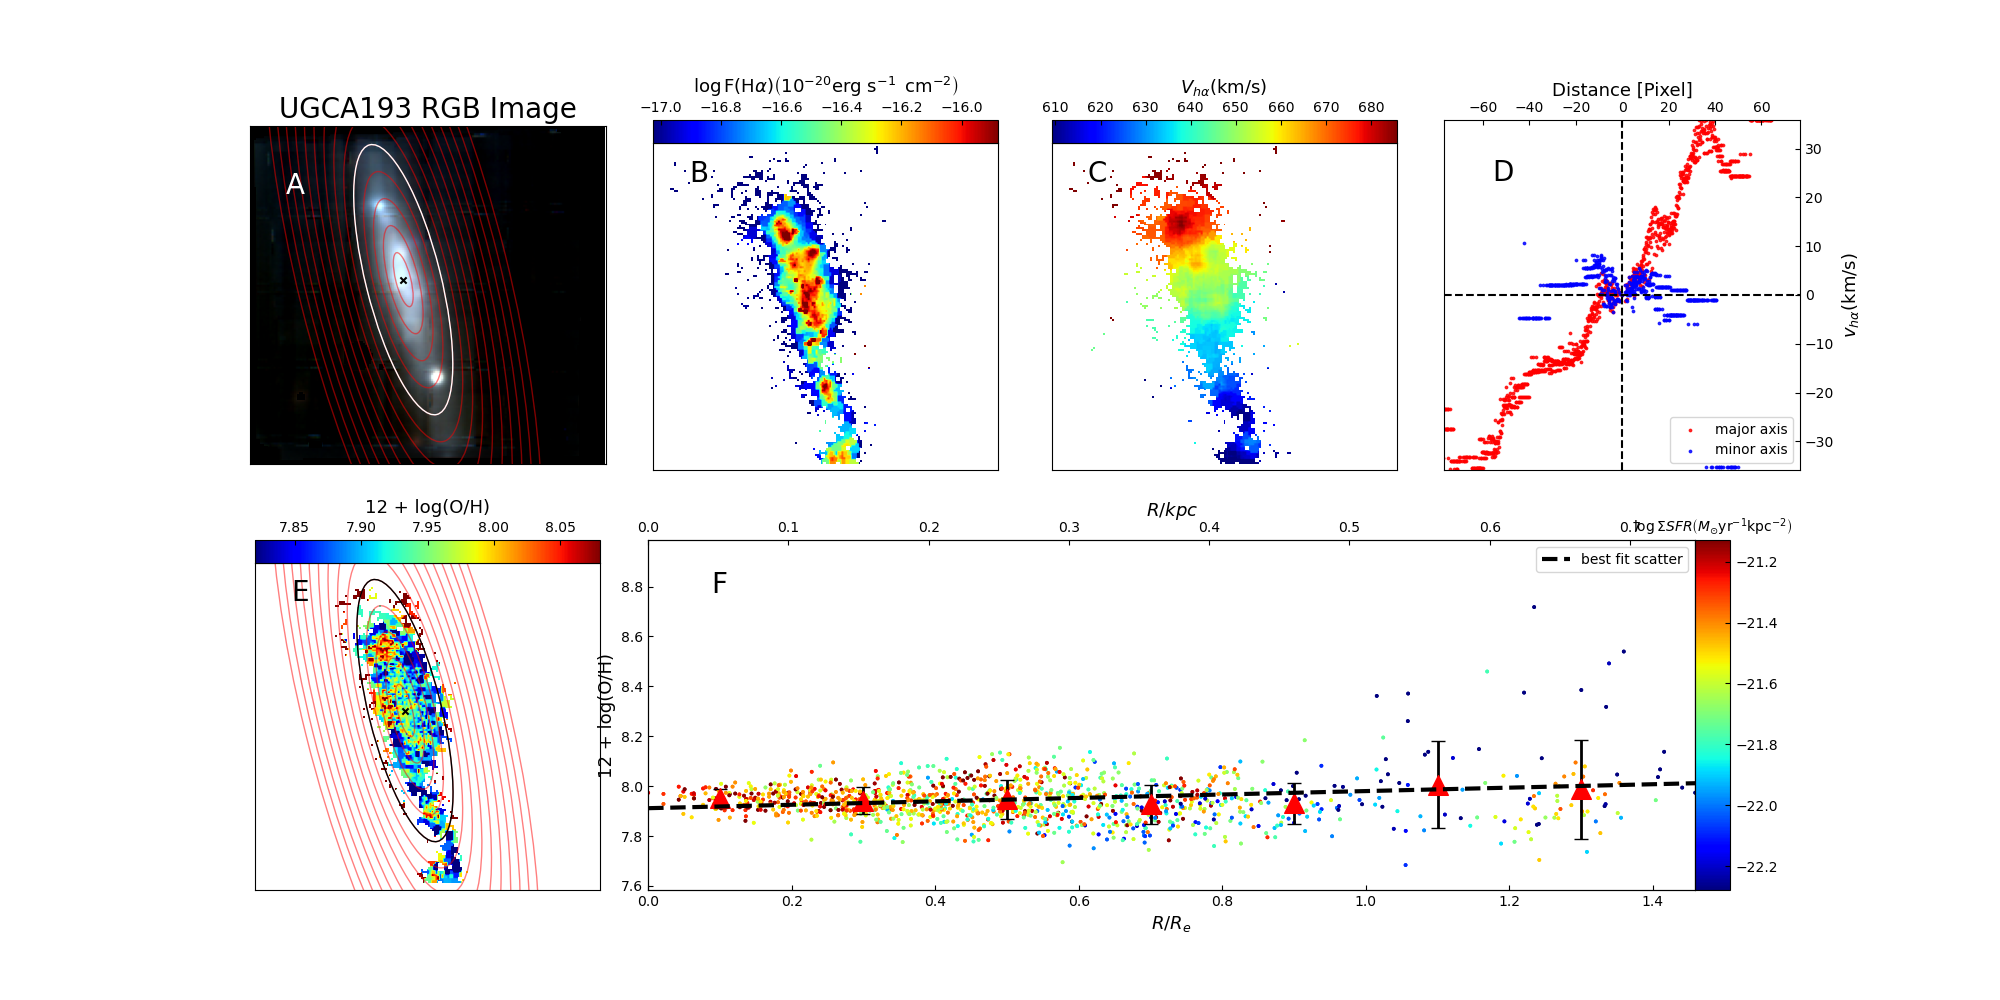 UGCA193 RGB Image
A
log F(Hα)(10⁻²⁰erg s⁻¹ cm⁻²)
−17.0 −16.8 −16.6 −16.4 −16.2 −16.0
B
V_{hα}(km/s)
610 620 630 640 650 660 670 680
C
Distance [Pixel]
−60 −40 −20 0 20 40 60
D
30
20
10
0
−10
−20
−30
v_{hα}(km/s)
major axis
minor axis
12 + log(O/H)
7.85 7.90 7.95 8.00 8.05
E
R/kpc
0.0 0.1 0.2 0.3 0.4 0.5 0.6 0.7
log ΣSFR(M_⊙yr⁻¹kpc⁻²)
best fit scatter
F
12 + log(O/H)
8.8
8.6
8.4
8.2
8.0
7.8
7.6
0.0 0.2 0.4 0.6 0.8 1.0 1.2 1.4
R/R_e
−21.2
−21.4
−21.6
−21.8
−22.0
−22.2